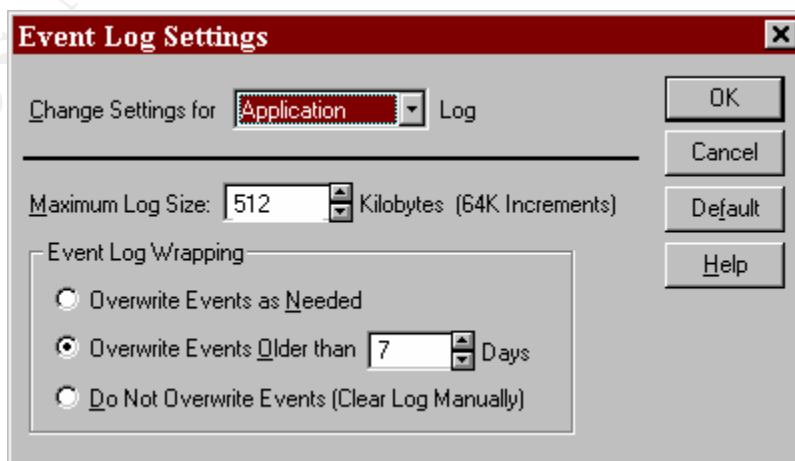 Event Log Settings
Change Settings for Application Log
OK
Cancel
Maximum Log Size: 512 Kilobytes (64K Increments)
Default
Event Log Wrapping
Help
Overwrite Events as Needed
Overwrite Events Older than 7 Days
Do Not Overwrite Events (Clear Log Manually)